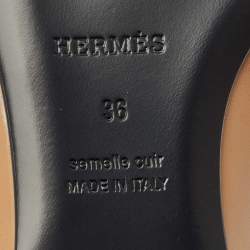 HERMÈS
36
semelle cuir
MADE IN ITALY